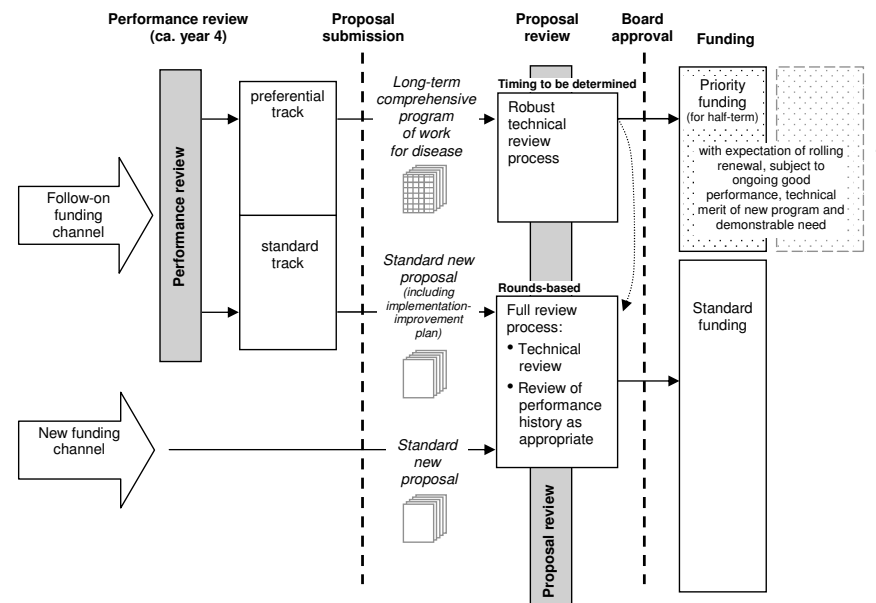 Performance review
(ca. year 4)
Proposal
submission
Proposal
review
Board
approval
Funding
Performance review
preferential
track
Long-term
comprehensive
program
of work
for disease
Timing to be determined
Robust
technical
review
process
Priority
funding
(for half-term)
with expectation of rolling
renewal, subject to
ongoing good
performance, technical
merit of new program and
demonstrable need
Follow-on
funding
channel
standard
track
Standard new
proposal
(including
implementation-
improvement
plan)
Rounds-based
Full review
process:
• Technical
review
• Review of
performance
history as
appropriate
Standard
funding
New funding
channel
Standard
new
proposal
Proposal review